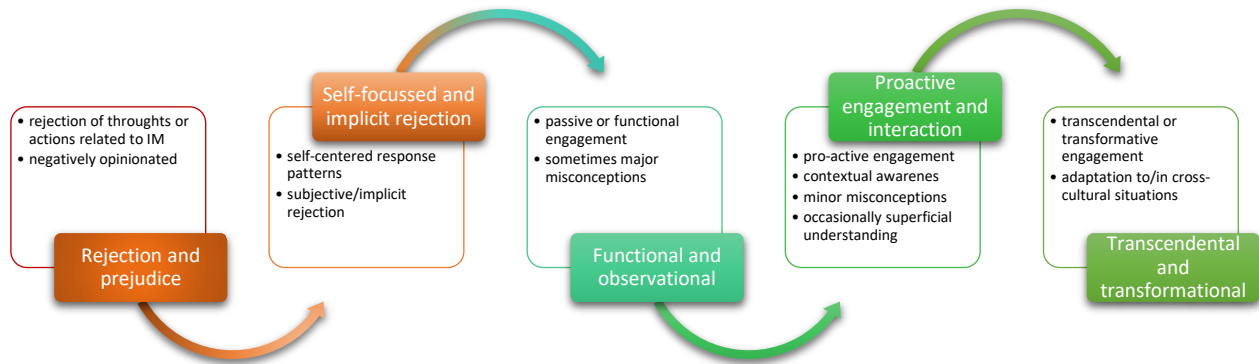 • rejection of throughts or
actions related to IM
• negatively opinionated
Rejection and
prejudice
Self-focussed and
implicit rejection
• self-centered response
patterns
• subjective/implicit
rejection
• passive or functional
engagement
• sometimes major
misconceptions
Functional and
observational
Proactive
engagement and
interaction
• pro-active engagement
• contextual awarenes
• minor misconceptions
• occasionally superficial
understanding
• transcendental or
transformative
engagement
• adaptation to/in cross-
cultural situations
Transcendental
and
transformational